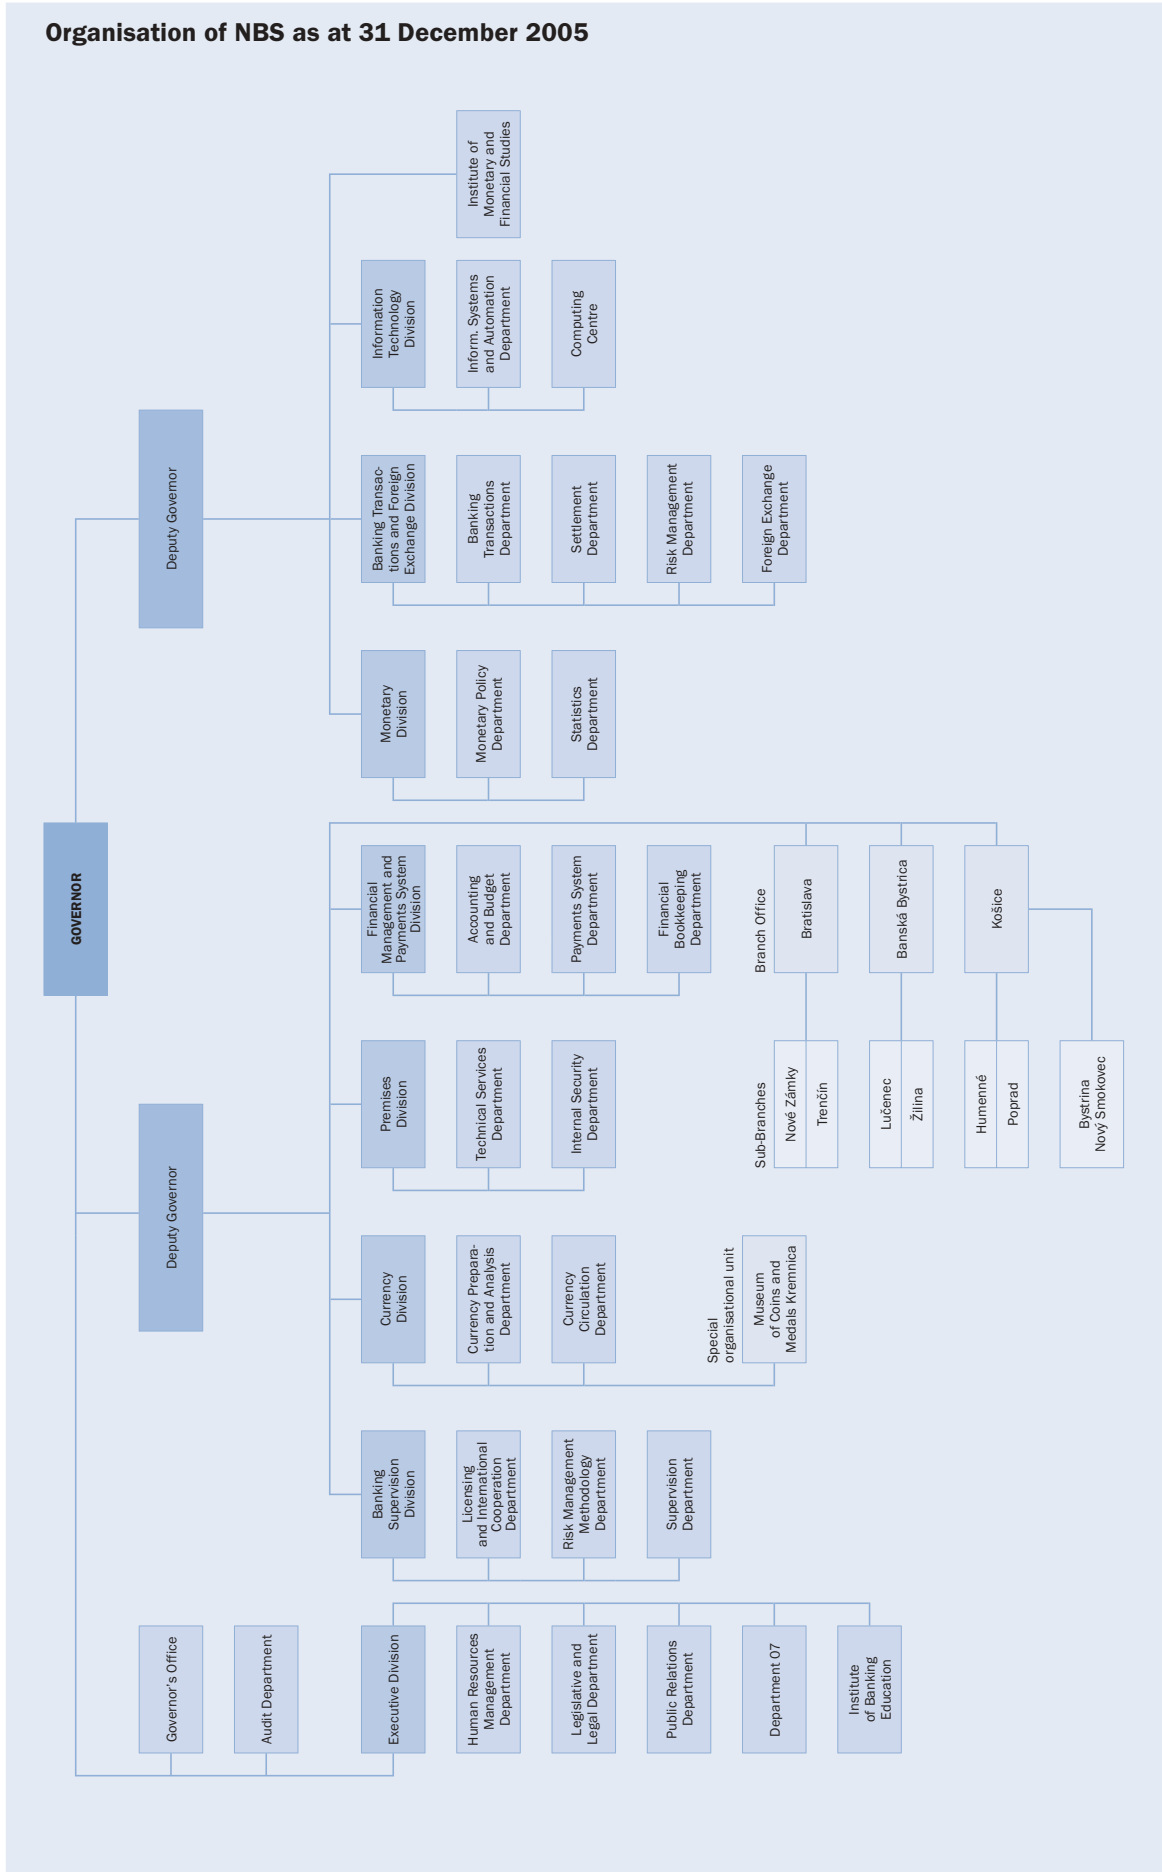 Organisation of NBS as at 31 December 2005
GOVERNOR
Deputy Governor
Deputy Governor
Governor's Office
Audit Department
Executive Division
Human Resources
Management
Department
Legislative and
Legal Department
Public Relations
Department
Department 07
Institute
of Banking
Education
Banking
Supervision
Division
Licensing
and International
Cooperation
Department
Risk Management
Methodology
Department
Supervision
Department
Currency
Division
Currency Prepara-
tion and Analysis
Department
Currency
Circulation
Department
Special
organisational unit
Museum
of Coins and
Medals Kremnica
Premises
Division
Technical Services
Department
Internal Security
Department
Sub-Branches
Nové Zámky
Trenčín
Lučenec
Žilina
Humenné
Poprad
Bystrina
Nový Smokovec
Financial
Management and
Payments System
Division
Accounting
and Budget
Department
Payments System
Department
Financial
Bookkeeping
Department
Branch Office
Bratislava
Banská Bystrica
Košice
Monetary
Division
Monetary Policy
Department
Statistics
Department
Banking Transac-
tions and Foreign
Exchange Division
Banking
Transactions
Department
Settlement
Department
Risk Management
Department
Foreign Exchange
Department
Information
Technology
Division
Inform. Systems
and Automation
Department
Computing
Centre
Institute of
Monetary and
Financial Studies